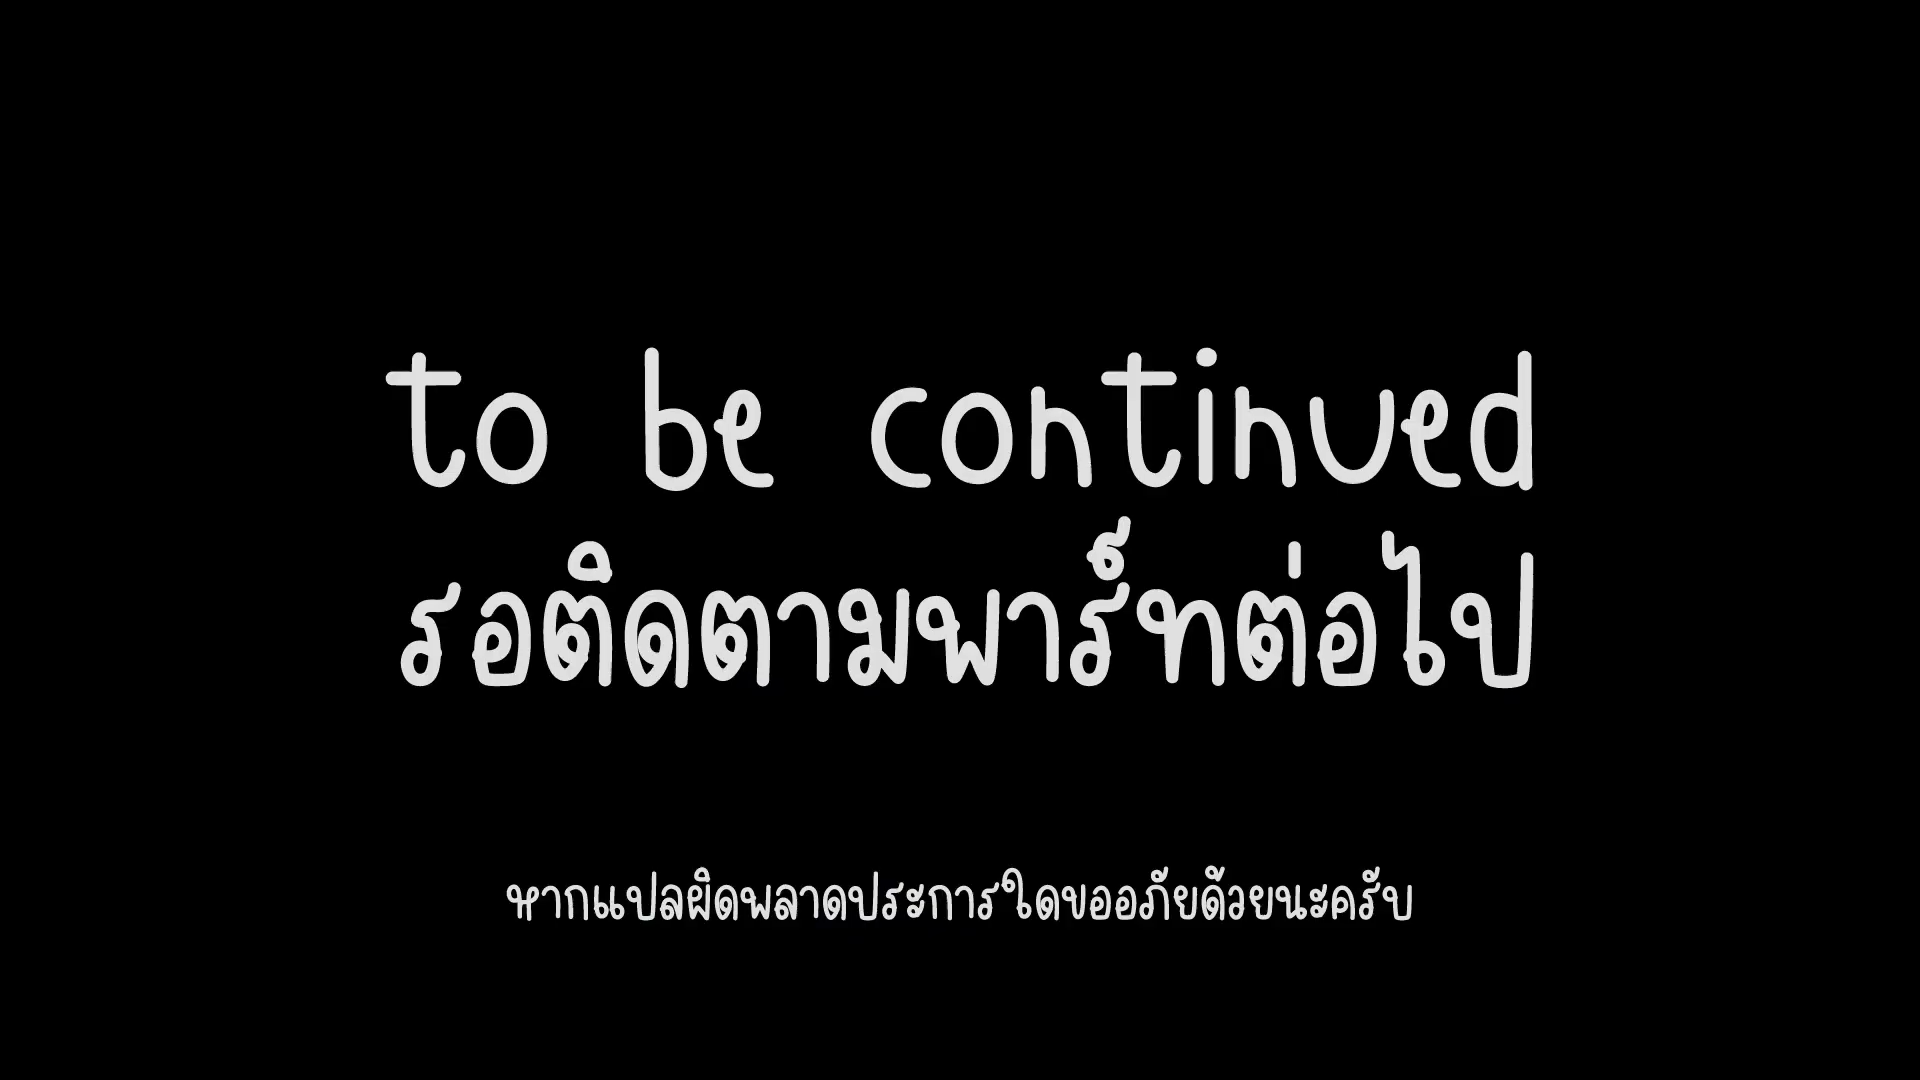 to be continued
รอติดตามพาร์ทต่อไป
หากแปลผิดพลาดประการใดขออภัยด้วยนะครับ